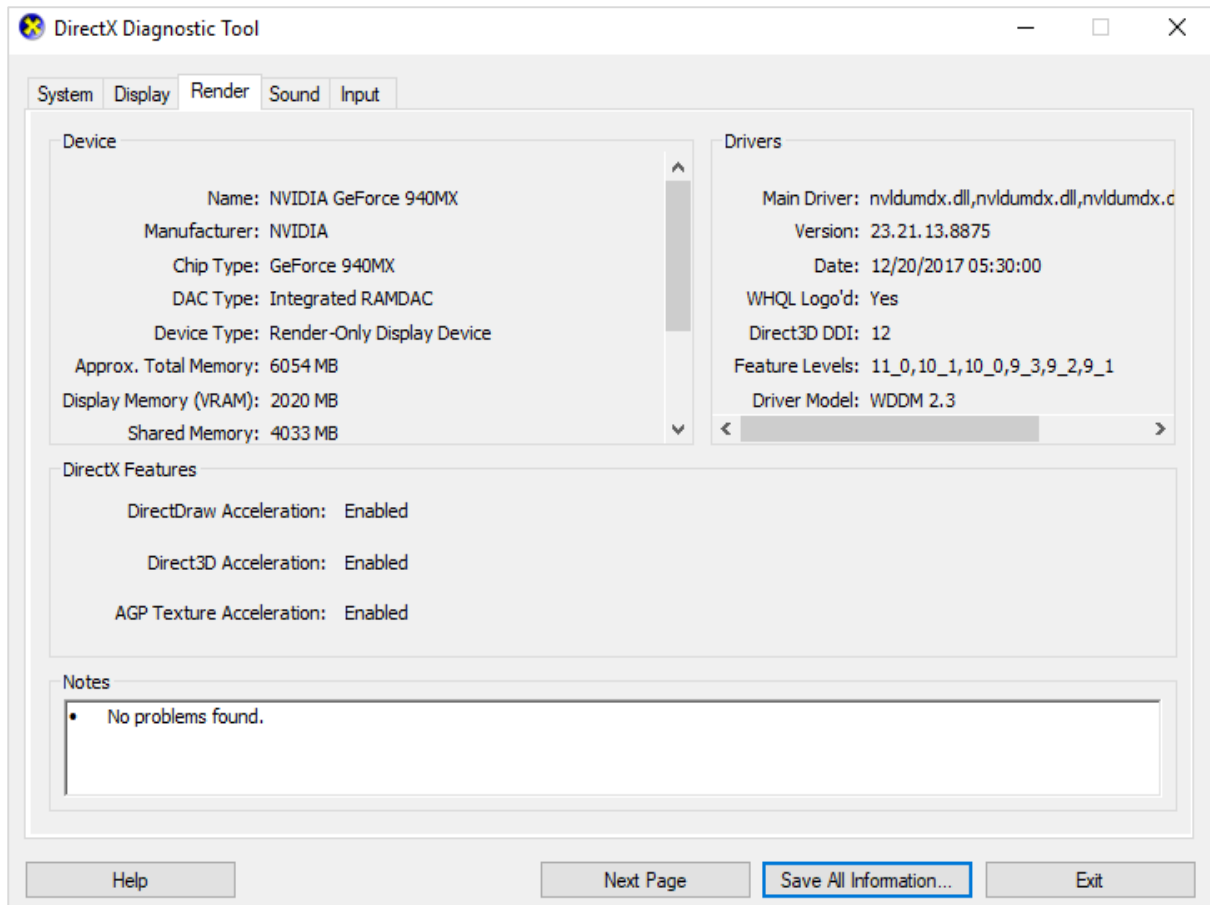 DirectX Diagnostic Tool
System Display Render Sound Input
Device
Name: NVIDIA GeForce 940MX
Manufacturer: NVIDIA
Chip Type: GeForce 940MX
DAC Type: Integrated RAMDAC
Device Type: Render-Only Display Device
Approx. Total Memory: 6054 MB
Display Memory (VRAM): 2020 MB
Shared Memory: 4033 MB
Drivers
Main Driver: nvldumdx.dll,nvldumdx.dll,nvldumdx.d
Version: 23.21.13.8875
Date: 12/20/2017 05:30:00
WHQL Logo'd: Yes
Direct3D DDI: 12
Feature Levels: 11_0,10_1,10_0,9_3,9_2,9_1
Driver Model: WDDM 2.3
DirectX Features
DirectDraw Acceleration: Enabled
Direct3D Acceleration: Enabled
AGP Texture Acceleration: Enabled
Notes
• No problems found.
Help Next Page Save All Information... Exit